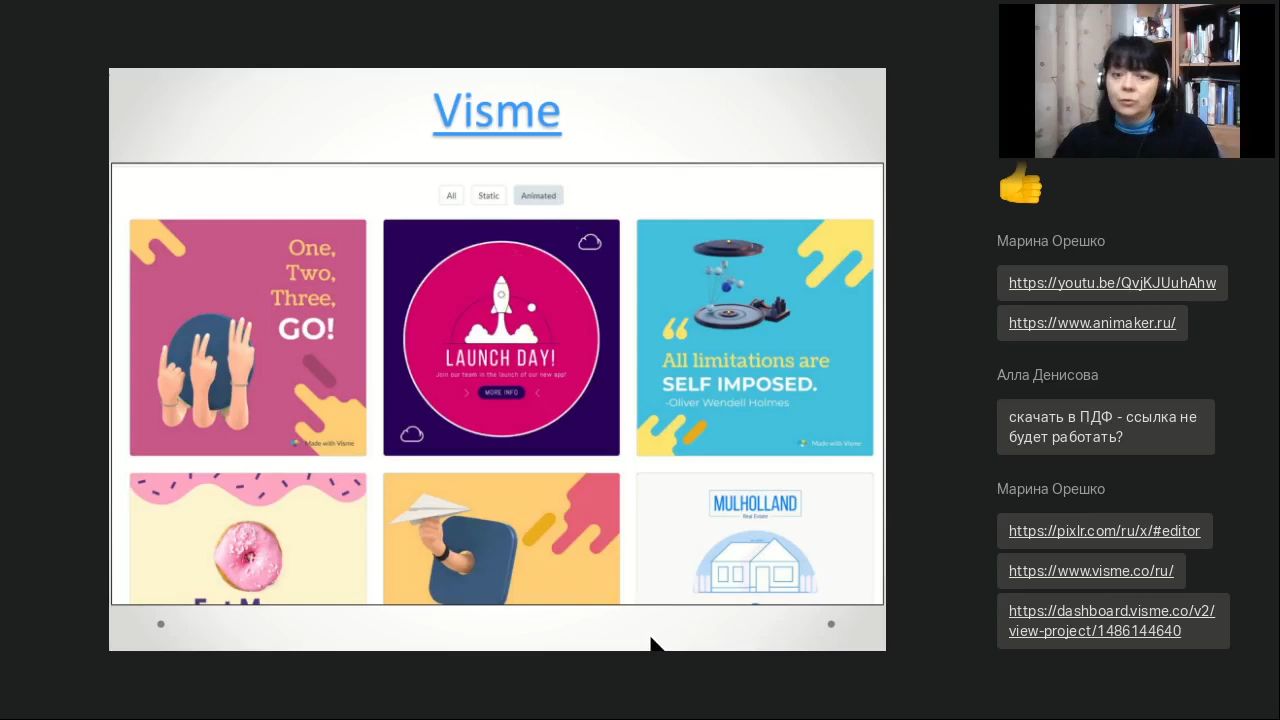 Visme
All
Static
Animated
One,
Two,
Three,
GO!
Made with Visme
LAUNCH DAY!
Join our team in the launch of our new app!
MORE INFO
All limitations are
SELF IMPOSED.
-Oliver Wendell Holmes
Made with Visme
MULHOLLAND
Real Estate
Марина Орешко
https://youtu.be/QvjKJUuhAhw
https://www.animaker.ru/
Алла Денисова
скачать в ПДФ - ссылка не
будет работать?
Марина Орешко
https://pixlr.com/ru/x/#editor
https://www.visme.co/ru/
https://dashboard.visme.co/v2/
view-project/1486144640